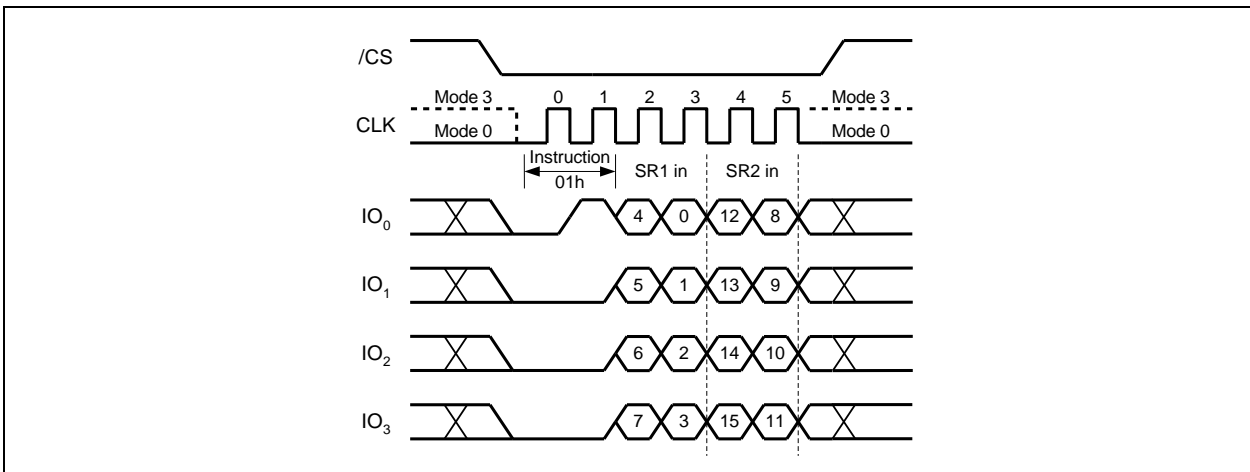 /CS
Mode 3 0 1 2 3 4 5 Mode 3
CLK Mode 0 Mode 0
Instruction
01h SR1 in SR2 in
IO0 4 0 12 8
IO1 5 1 13 9
IO2 6 2 14 10
IO3 7 3 15 11